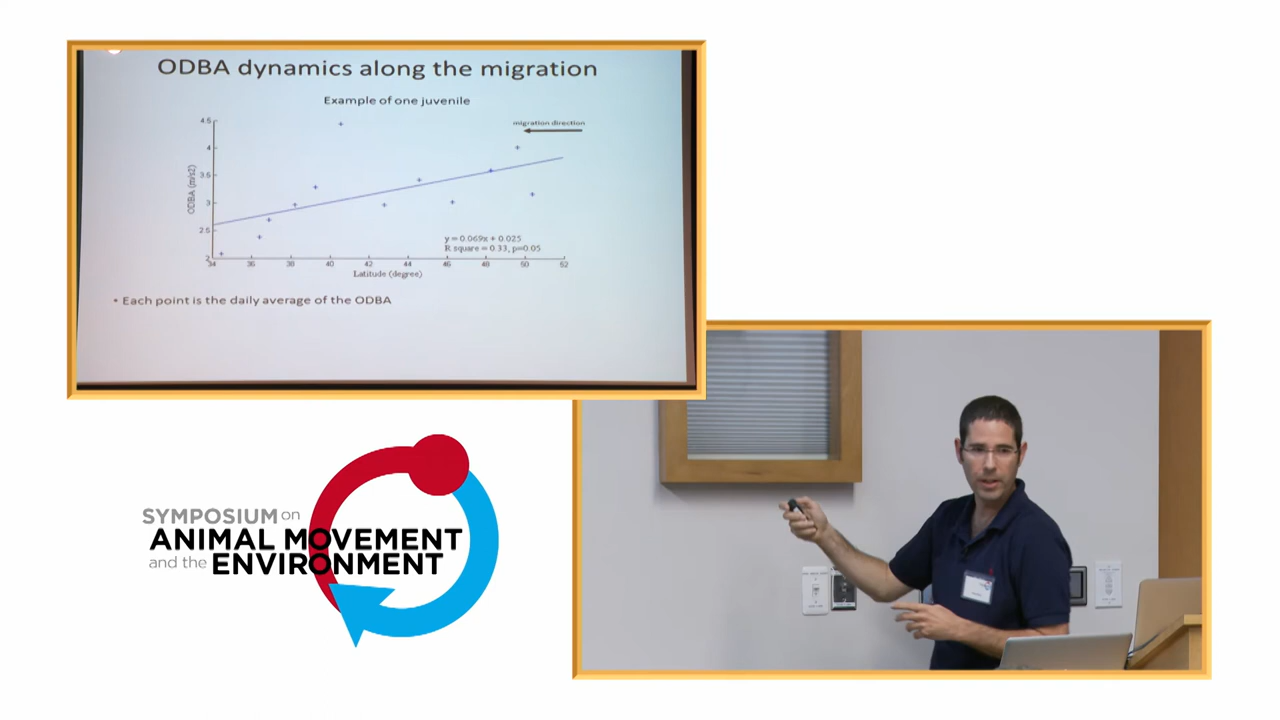 ODBA dynamics along the migration
Example of one juvenile
migration direction
4.5
4
3.5
3
2.5
2
ODBA (m/s2)
y = 0.069x + 0.025
R square = 0.33, p=0.05
34 36 38 40 42 44 46 48 50 52
Latitude (degree)
• Each point is the daily average of the ODBA
SYMPOSIUM on
ANIMAL MOVEMENT
and the ENVIRONMENT